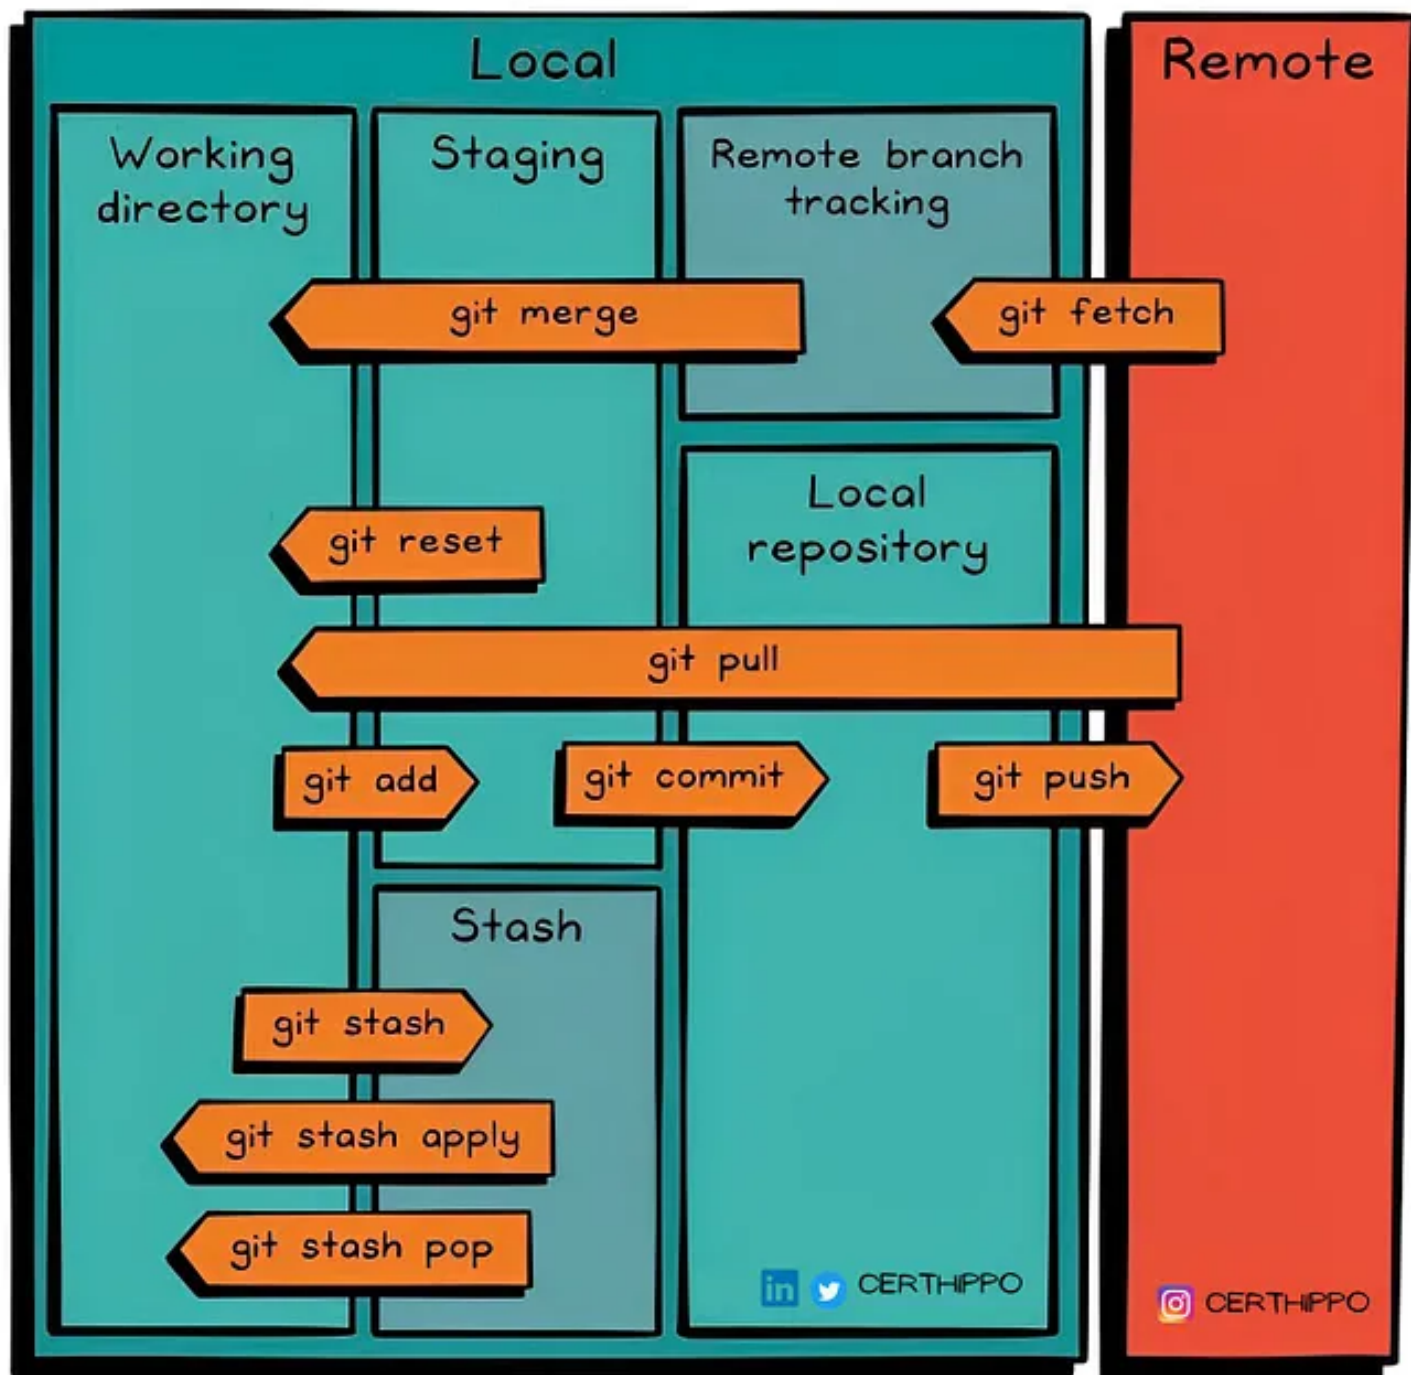 Local
Remote
Working
directory
Staging
Remote branch
tracking
git merge
git fetch
Local
repository
git reset
git pull
git add
git commit
git push
Stash
git stash
git stash apply
git stash pop
in
CERTHIPPO
CERTHIPPO